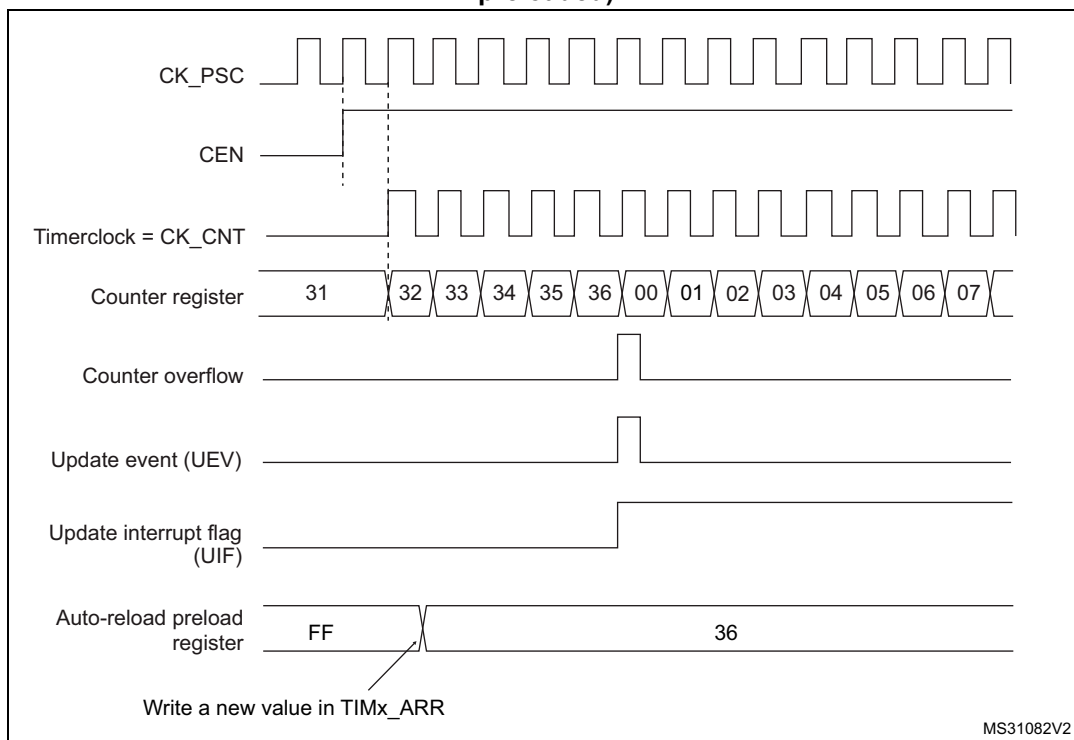 preloaded)
CK_PSC
CEN
Timerclock = CK_CNT
Counter register 31 32 33 34 35 36 00 01 02 03 04 05 06 07
Counter overflow
Update event (UEV)
Update interrupt flag
(UIF)
Auto-reload preload
register FF 36
Write a new value in TIMx_ARR
MS31082V2